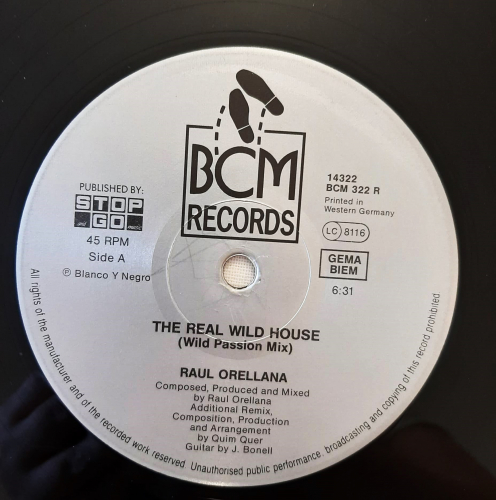 BCM
RECORDS
PUBLISHED BY:
STOP
GO
45 RPM
Side A
℗ Blanco Y Negro
14322
BCM 322 R
Printed in
Western Germany
LC 8116
GEMA
BIEM
6:31
THE REAL WILD HOUSE
(Wild Passion Mix)
RAUL ORELLANA
Composed, Produced and Mixed
by Raul Orellana
Additional Remix,
Composition, Production
and Arrangement
by Quim Quer
Guitar by J. Bonell
All rights of the manufacturer and of the recorded work reserved. Unauthorised public performance, broadcasting and copying of this record prohibited.